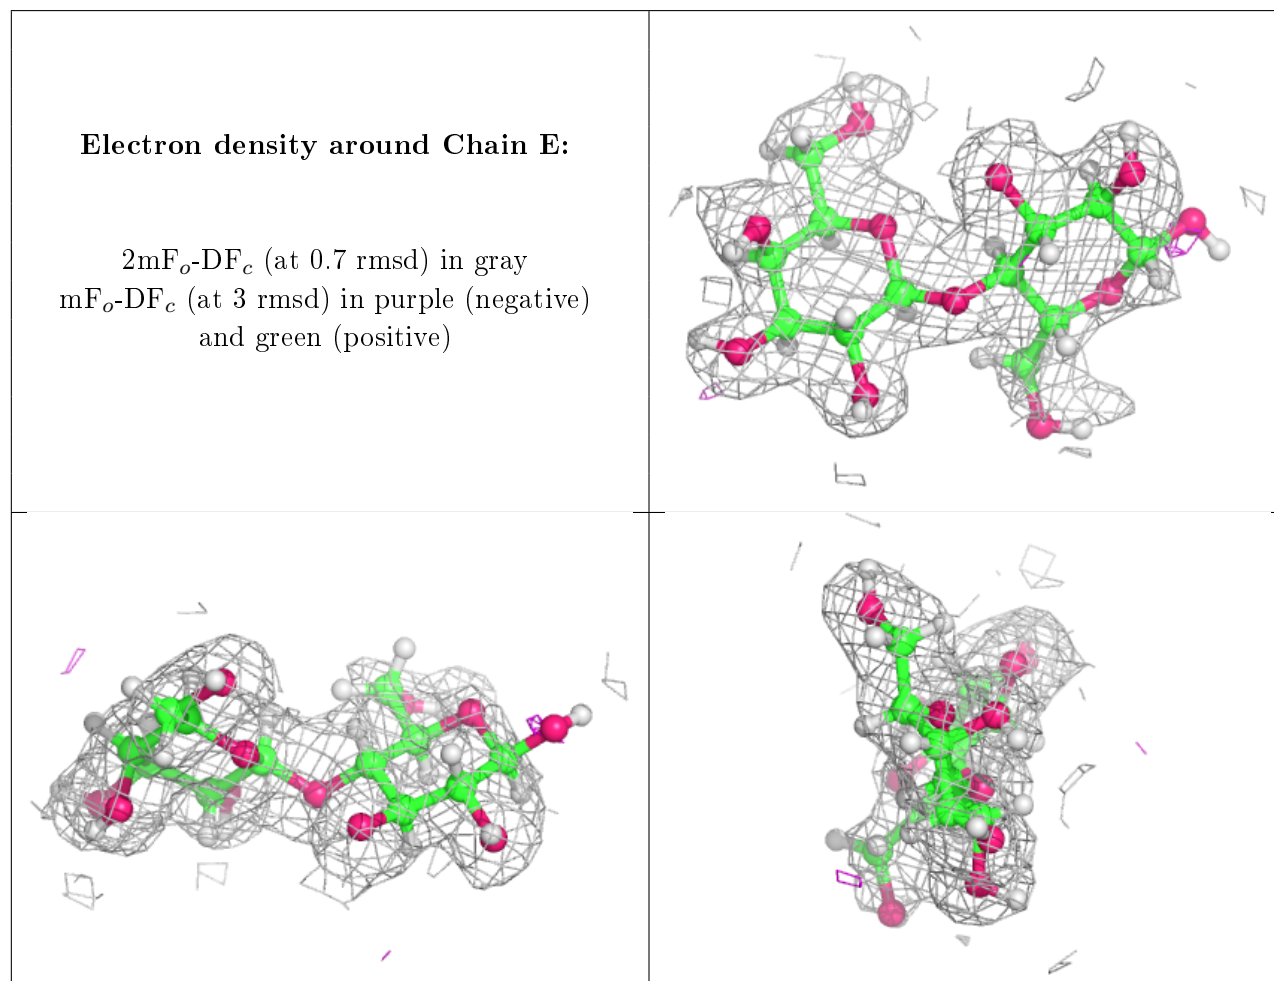 Electron density around Chain E:
2mFₒ-DF𝒸 (at 0.7 rmsd) in gray
mFₒ-DF𝒸 (at 3 rmsd) in purple (negative)
and green (positive)